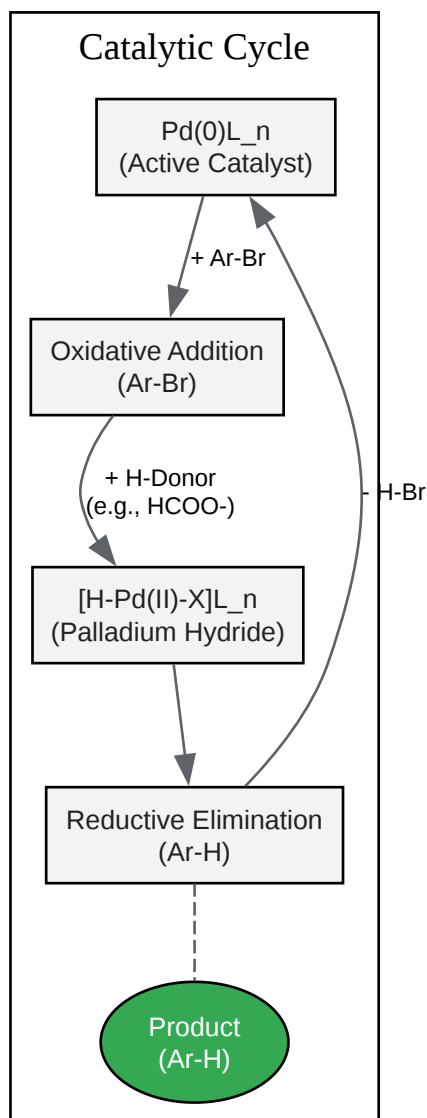 Catalytic Cycle
Pd(0)L_n
(Active Catalyst)
+ Ar-Br
Oxidative Addition
(Ar-Br)
+ H-Donor
(e.g., HCOO-)
- H-Br
[H-Pd(II)-X]L_n
(Palladium Hydride)
Reductive Elimination
(Ar-H)
Product
(Ar-H)